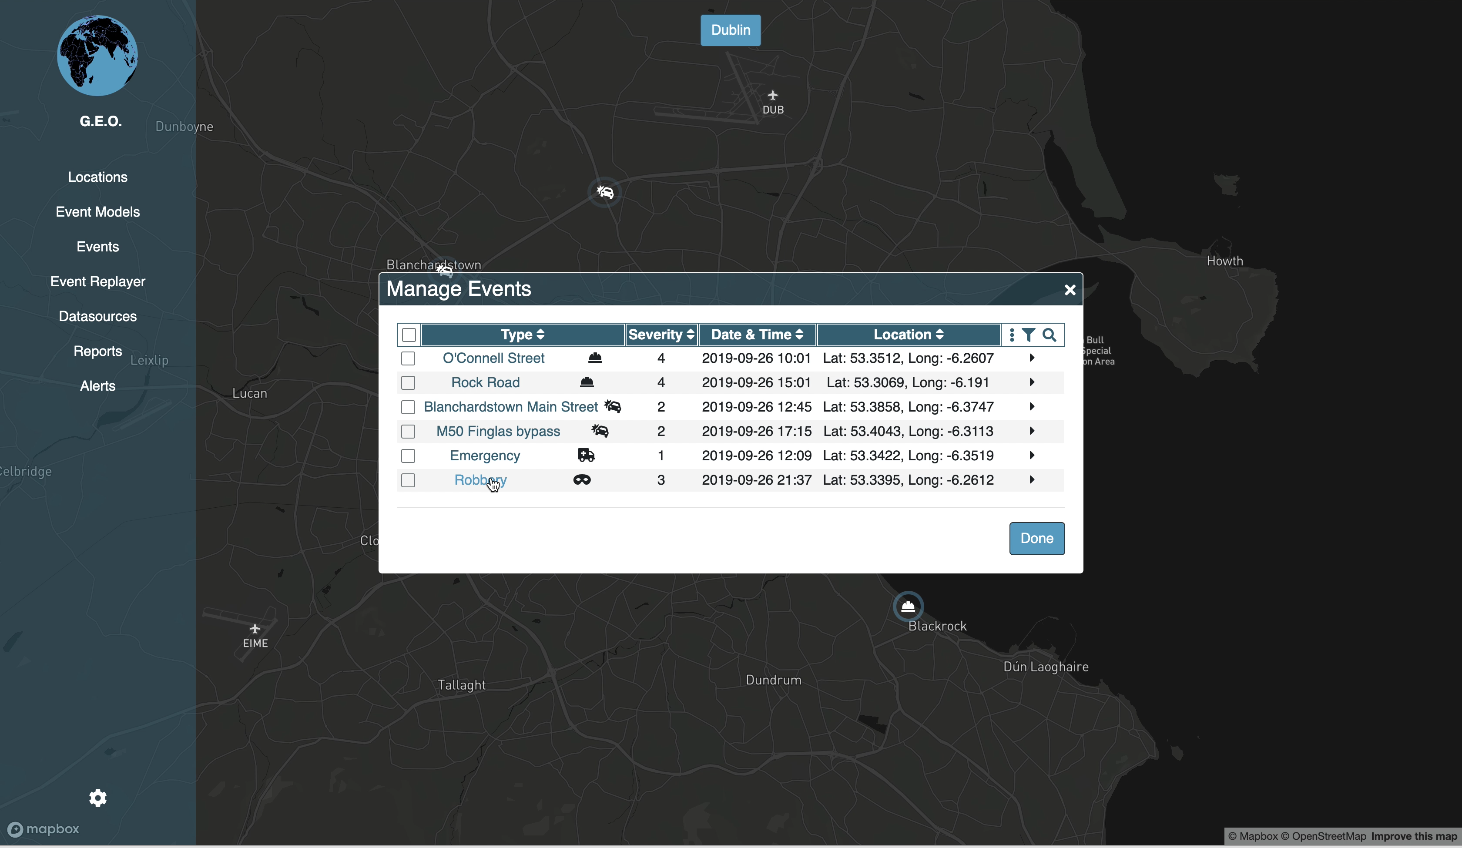 Dublin
DUB
G.E.O.
Dunboyne
Locations
Event Models
Events
Event Replayer
Datasources
Reports
Alerts
Leixlip
Lucan
Celbridge
Blanchardstown
Howth
Manage Events
Type Severity Date & Time Location
O'Connell Street 4 2019-09-26 10:01 Lat: 53.3512, Long: -6.2607
Rock Road 4 2019-09-26 15:01 Lat: 53.3069, Long: -6.191
Blanchardstown Main Street 2 2019-09-26 12:45 Lat: 53.3858, Long: -6.3747
M50 Finglas bypass 2 2019-09-26 17:15 Lat: 53.4043, Long: -6.3113
Emergency 1 2019-09-26 12:09 Lat: 53.3422, Long: -6.3519
Robbery 3 2019-09-26 21:37 Lat: 53.3395, Long: -6.2612
Done
Bull
Special
on Area
Clo
EIME
Blackrock
Dún Laoghaire
Tallaght
Dundrum
mapbox
© Mapbox © OpenStreetMap Improve this map